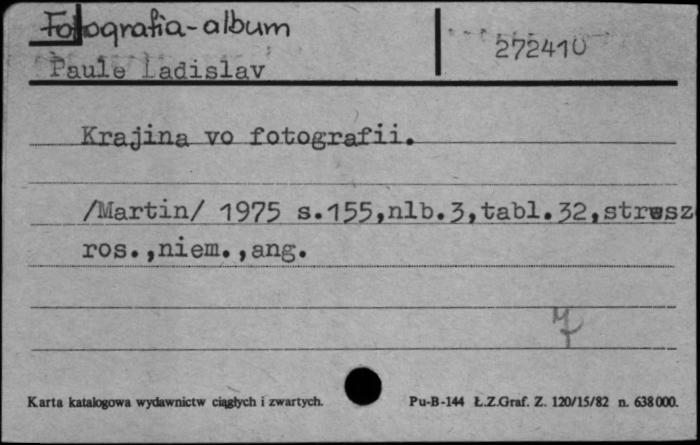 Fotografia-album
272410
Paule Ladislav
Krajina vo fotografii.
/Martin/ 1975 s.155,nlb.3,tabl.32,stresz
ros.,niem.,ang.
Karta katalogowa wydawnictw ciągłych i zwartych.
Pu-B-144 Ł.Z.Graf. Z. 120/15/82 n. 638000.